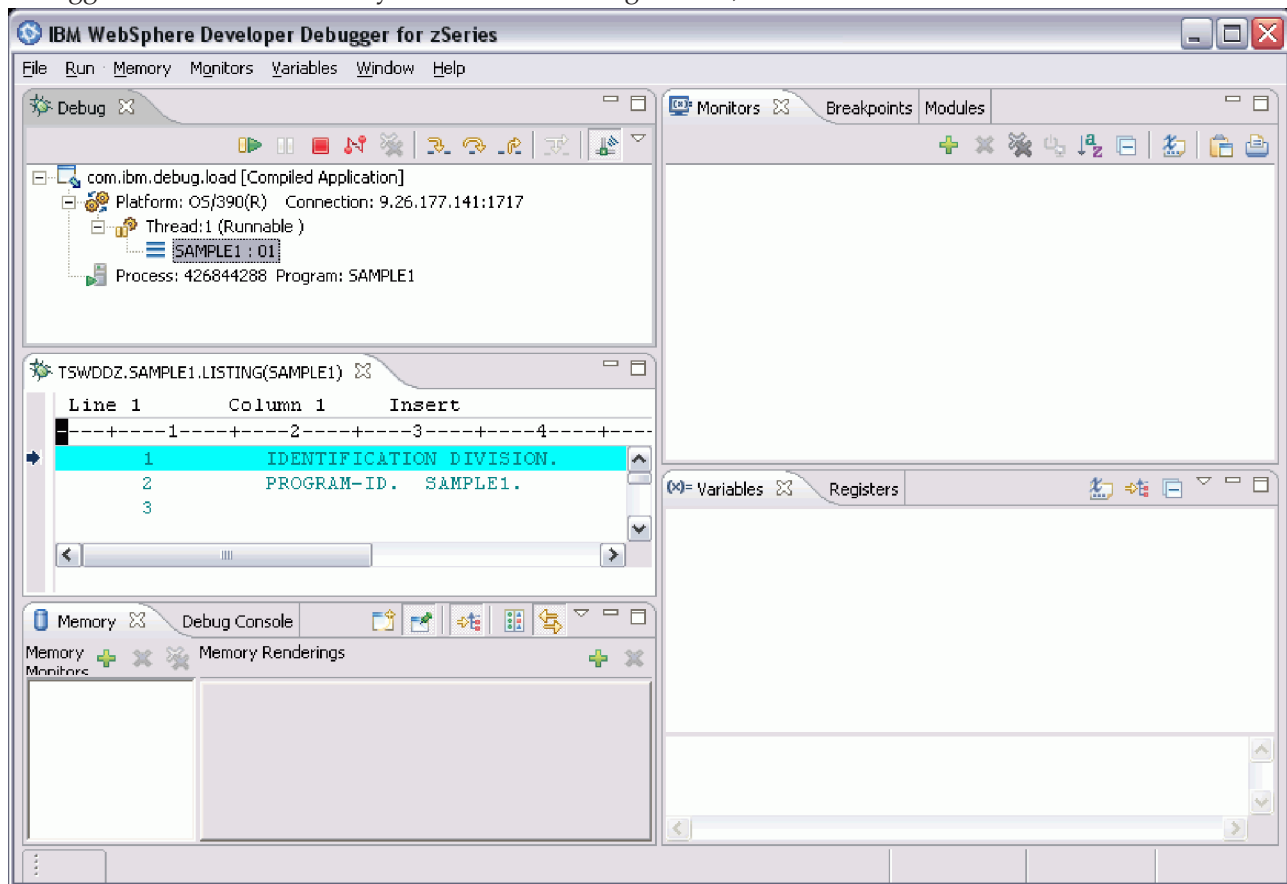 IBM WebSphere Developer Debugger for zSeries
File Run Memory Monitors Variables Window Help
Debug
com.ibm.debug.load [Compiled Application]
Platform: OS/390(R) Connection: 9.26.177.141:1717
Thread:1 (Runnable )
SAMPLE1 : 01
Process: 426844288 Program: SAMPLE1
TSWDDZ.SAMPLE1.LISTING(SAMPLE1)
Line 1 Column 1 Insert
----+----1----+----2----+----3----+----4----+----
1 IDENTIFICATION DIVISION.
2 PROGRAM-ID. SAMPLE1.
3
Memory Debug Console
Memory Monitors
Memory Renderings
Monitors Breakpoints Modules
(x)= Variables Registers